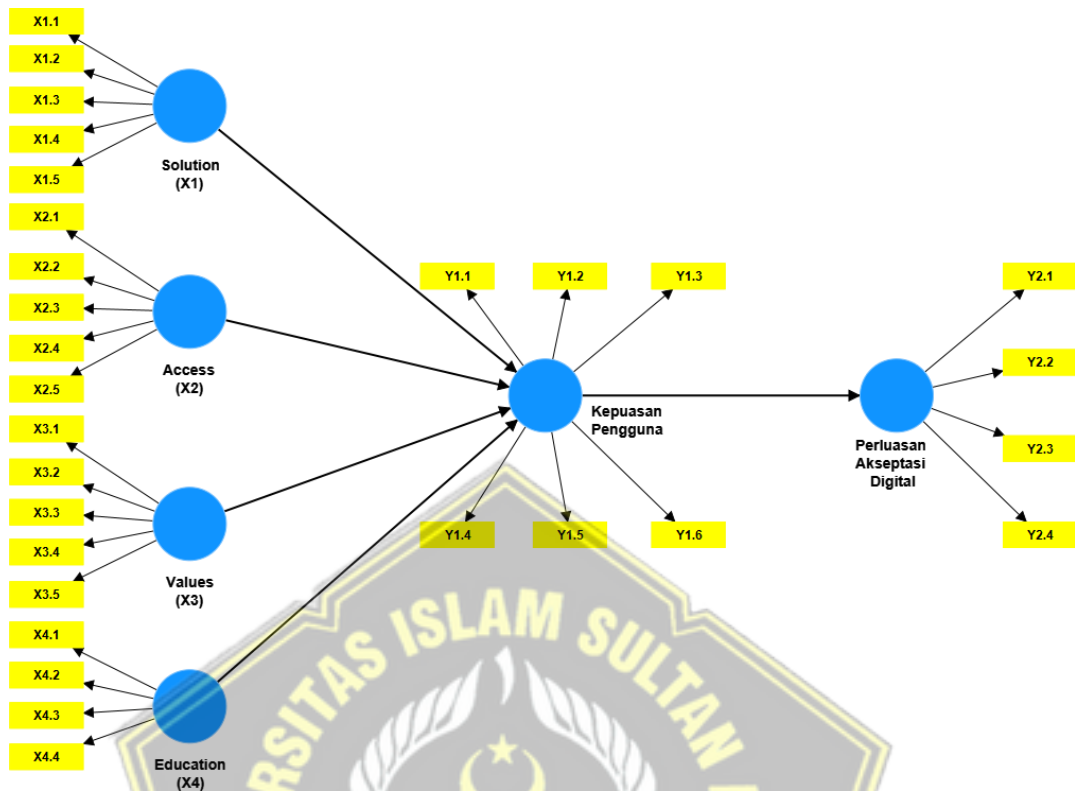 X1.1
X1.2
X1.3
X1.4
X1.5
Solution
(X1)
X2.1
X2.2
X2.3
X2.4
X2.5
Access
(X2)
X3.1
X3.2
X3.3
X3.4
X3.5
Values
(X3)
X4.1
X4.2
X4.3
X4.4
Education
(X4)
Y1.1
Y1.2
Y1.3
Kepuasan
Pengguna
Y1.4
Y1.5
Y1.6
Y2.1
Y2.2
Y2.3
Y2.4
Perluasan
Akseptasi
Digital
RSITAS ISLAM SULTAN A